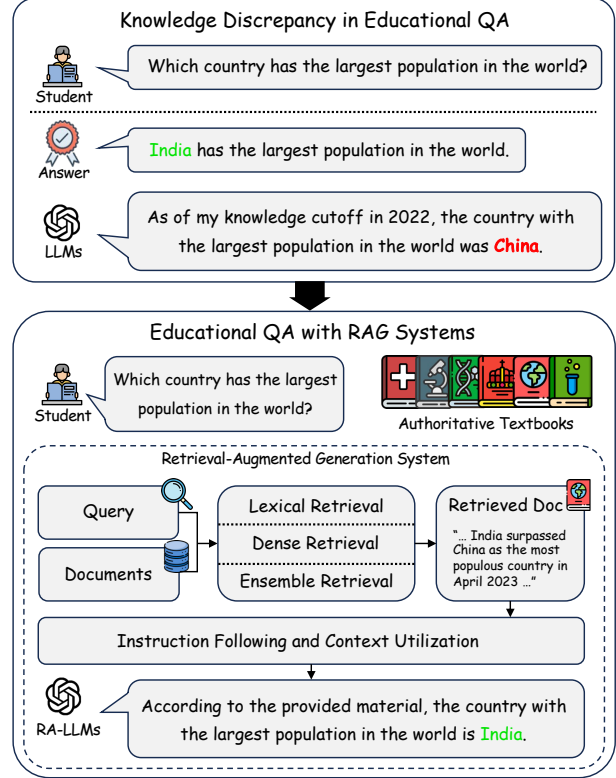 Knowledge Discrepancy in Educational QA
Student
Which country has the largest population in the world?
Answer
India has the largest population in the world.
LLMs
As of my knowledge cutoff in 2022, the country with
the largest population in the world was China.
Educational QA with RAG Systems
Student
Which country has the largest
population in the world?
Authoritative Textbooks
Retrieval-Augmented Generation System
Query
Documents
Lexical Retrieval
Dense Retrieval
Ensemble Retrieval
Retrieved Doc
“… India surpassed
China as the most
populous country in
April 2023 …”
Instruction Following and Context Utilization
RA-LLMs
According to the provided material, the country with
the largest population in the world is India.